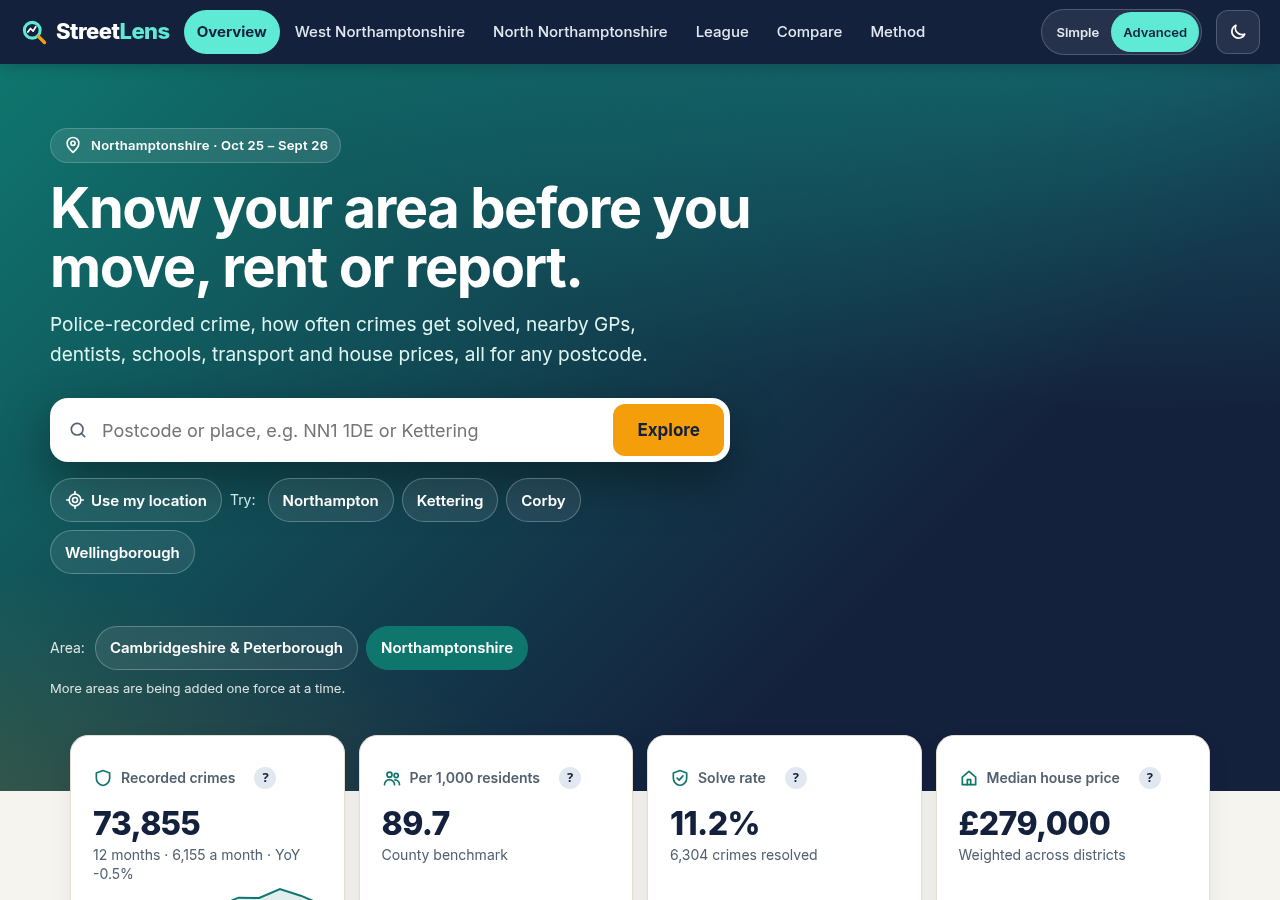 StreetLens
Overview
West Northamptonshire
North Northamptonshire
League
Compare
Method
Simple
Advanced
Northamptonshire · Oct 25 – Sept 26
Know your area before you
move, rent or report.
Police-recorded crime, how often crimes get solved, nearby GPs,
dentists, schools, transport and house prices, all for any postcode.
Postcode or place, e.g. NN1 1DE or Kettering
Explore
Use my location
Try:
Northampton
Kettering
Corby
Wellingborough
Area:
Cambridgeshire & Peterborough
Northamptonshire
More areas are being added one force at a time.
Recorded crimes ?
73,855
12 months · 6,155 a month · YoY
-0.5%
Per 1,000 residents ?
89.7
County benchmark
Solve rate ?
11.2%
6,304 crimes resolved
Median house price ?
£279,000
Weighted across districts